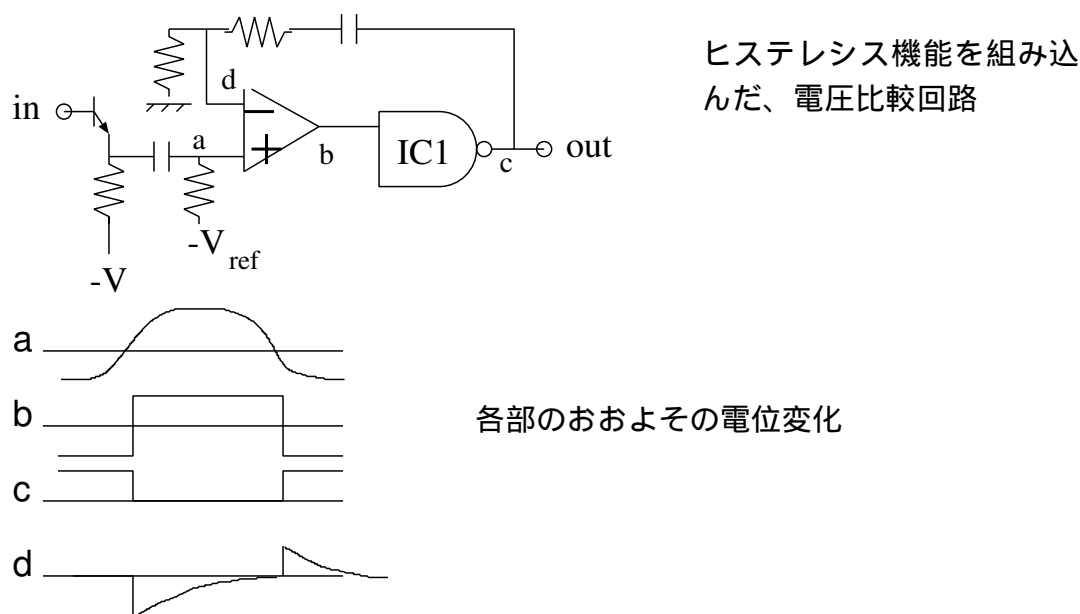 ヒステレシス機能を組み込
んだ、電圧比較回路
d
in
a
b
IC1
c
out
-V ref
-V
a
b
各部のおおよその電位変化
c
d